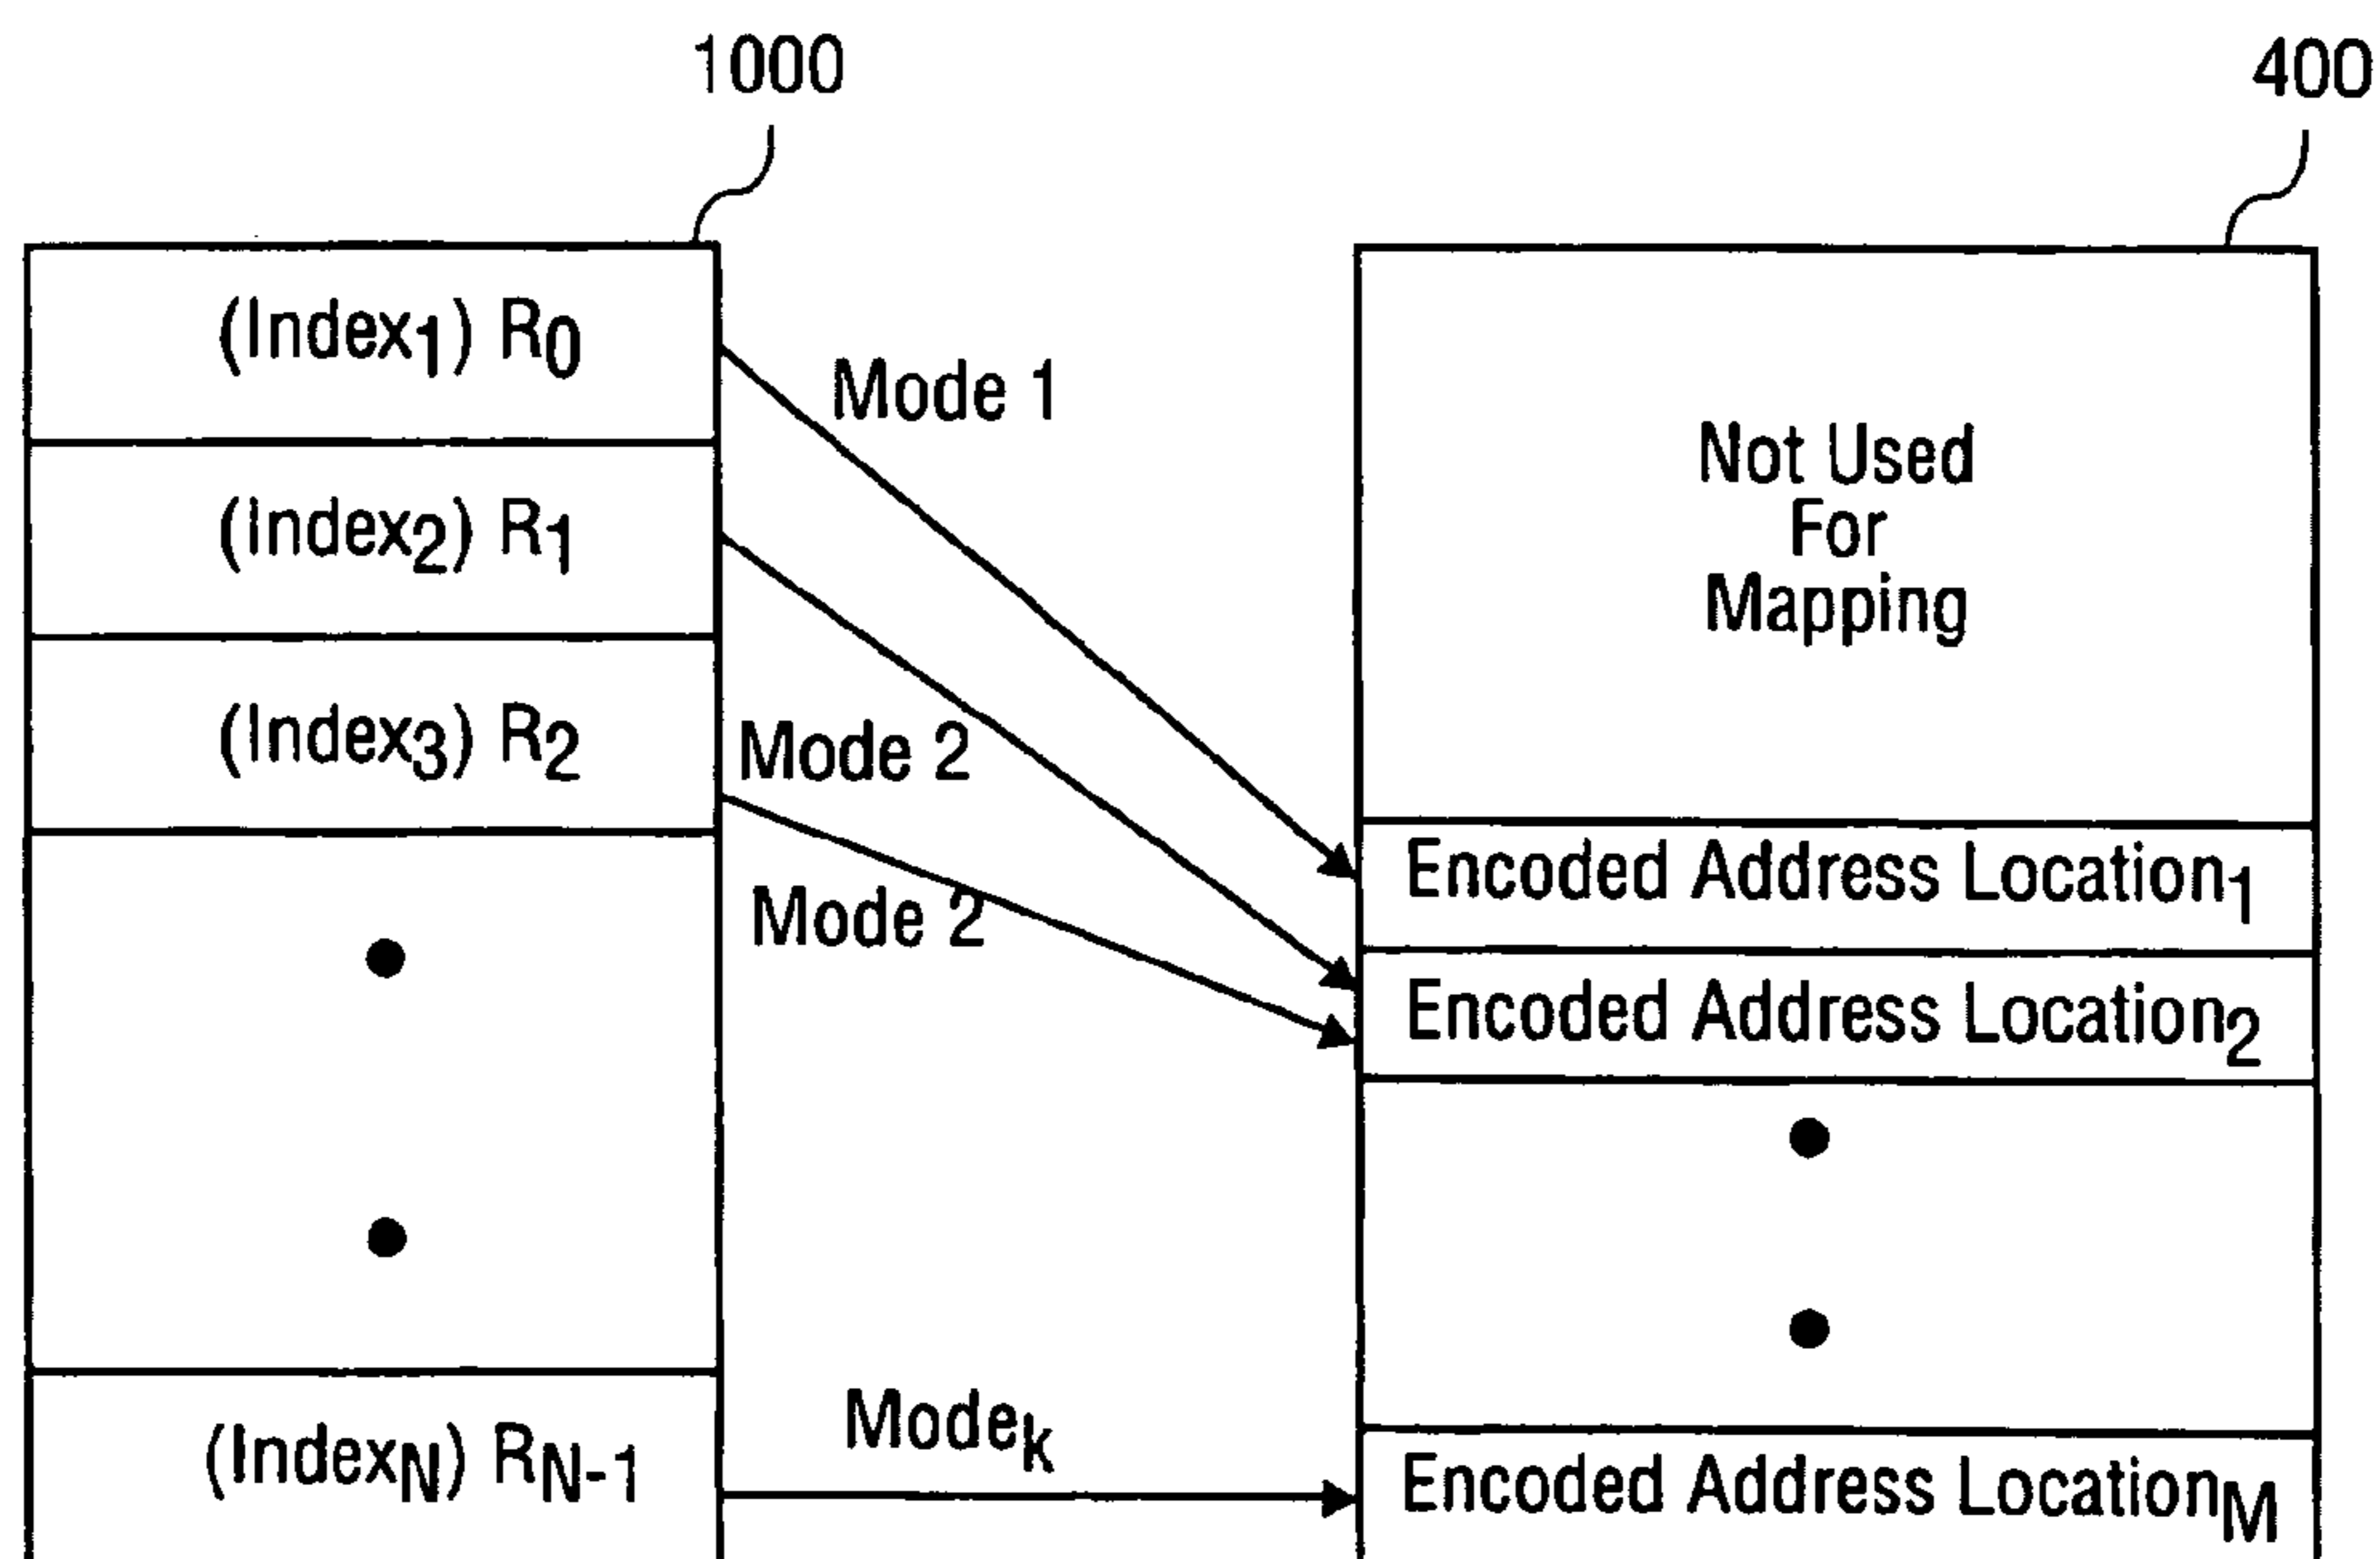 1000
400
(Index1) R0
Mode 1
(Index2) R1
Not Used
For
Mapping
(Index3) R2
Mode 2
Mode 2
Encoded Address Location1
Encoded Address Location2
(IndexN) RN-1
Modek
Encoded Address LocationM